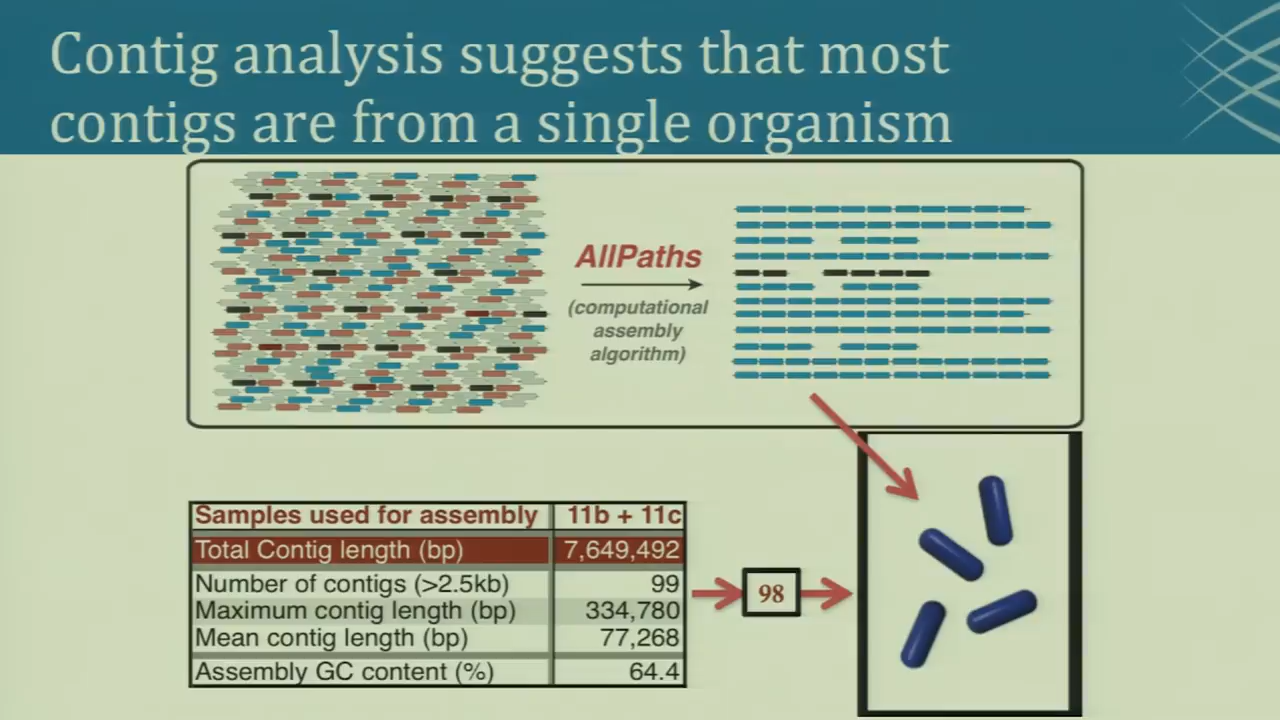 Contig analysis suggests that most
contigs are from a single organism
AllPaths
(computational
assembly
algorithm)
Samples used for assembly 11b + 11c
Total Contig length (bp) 7,649,492
Number of contigs (>2.5kb) 99
Maximum contig length (bp) 334,780
Mean contig length (bp) 77,268
Assembly GC content (%) 64.4
98